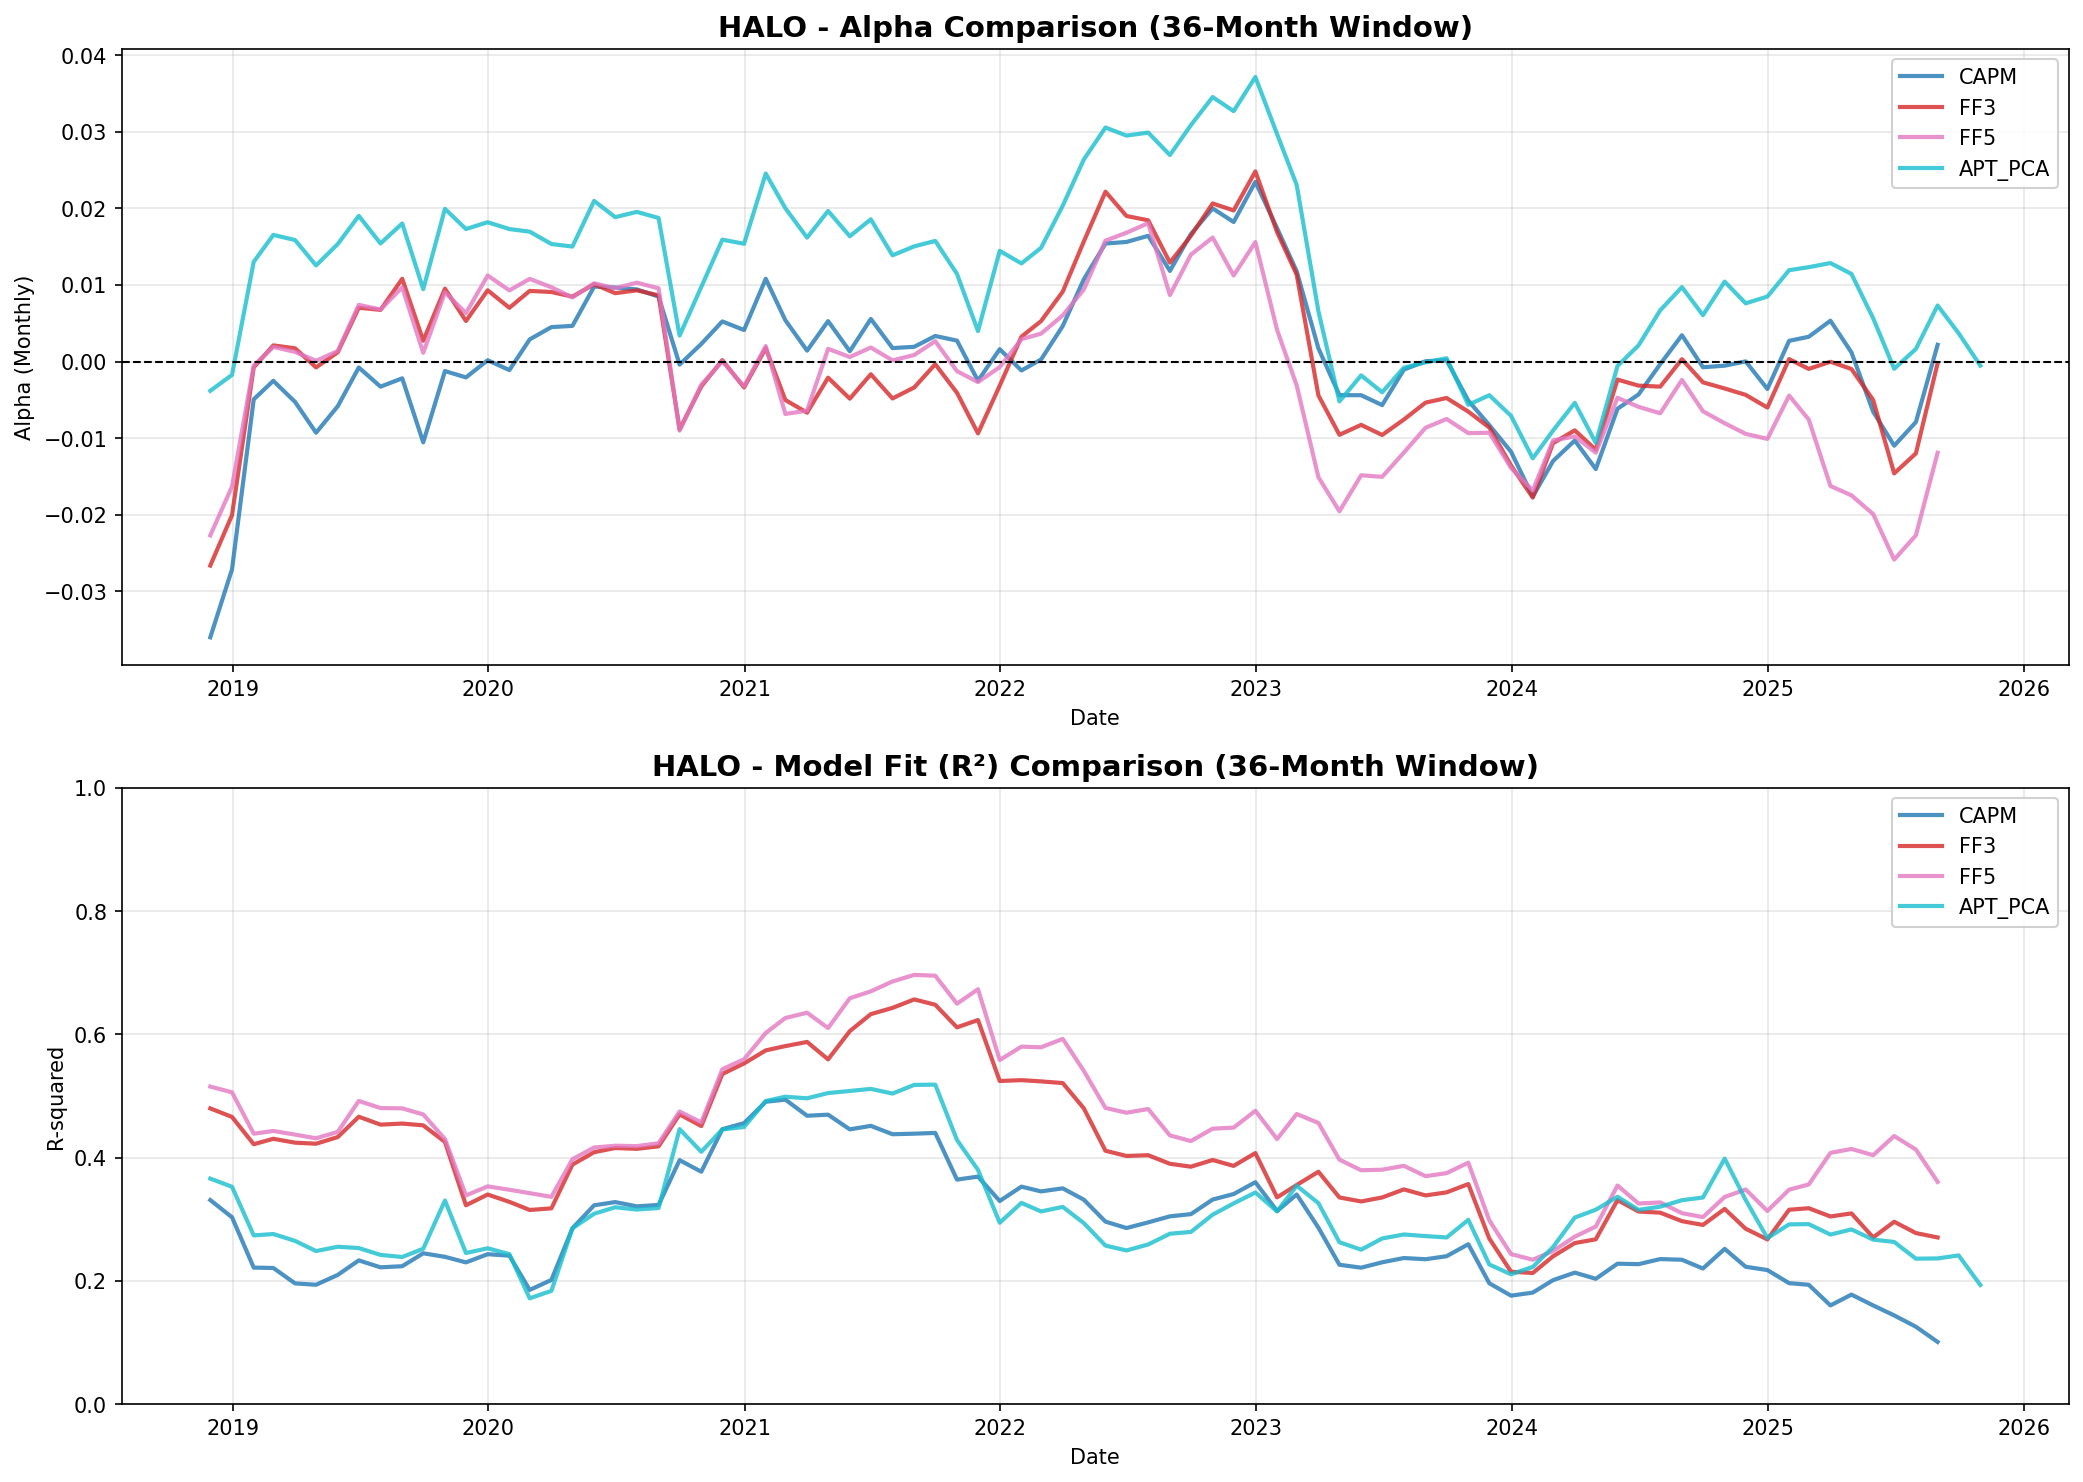 HALO - Alpha Comparison (36-Month Window)
Alpha (Monthly)
0.04
0.03
0.02
0.01
0.00
−0.01
−0.02
−0.03
CAPM
FF3
FF5
APT_PCA
2019 2020 2021 2022 2023 2024 2025 2026
Date
HALO - Model Fit (R²) Comparison (36-Month Window)
R-squared
1.0
0.8
0.6
0.4
0.2
0.0
CAPM
FF3
FF5
APT_PCA
2019 2020 2021 2022 2023 2024 2025 2026
Date